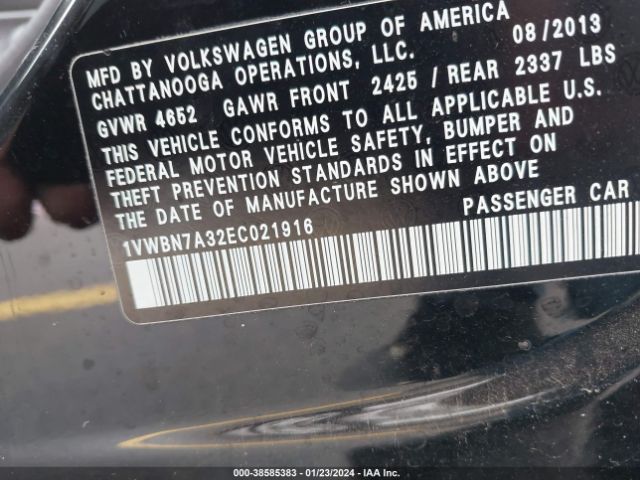 MFD BY VOLKSWAGEN GROUP OF AMERICA 08/2013
CHATTANOOGA OPERATIONS, LLC.
GVWR 4652 GAWR FRONT 2425 / REAR 2337 LBS
THIS VEHICLE CONFORMS TO ALL APPLICABLE U.S.
FEDERAL MOTOR VEHICLE SAFETY, BUMPER AND
THEFT PREVENTION STANDARDS IN EFFECT ON
THE DATE OF MANUFACTURE SHOWN ABOVE
PASSENGER CAR
1VWBN7A32EC021916
000-38585383 - 01/23/2024 - IAA Inc.